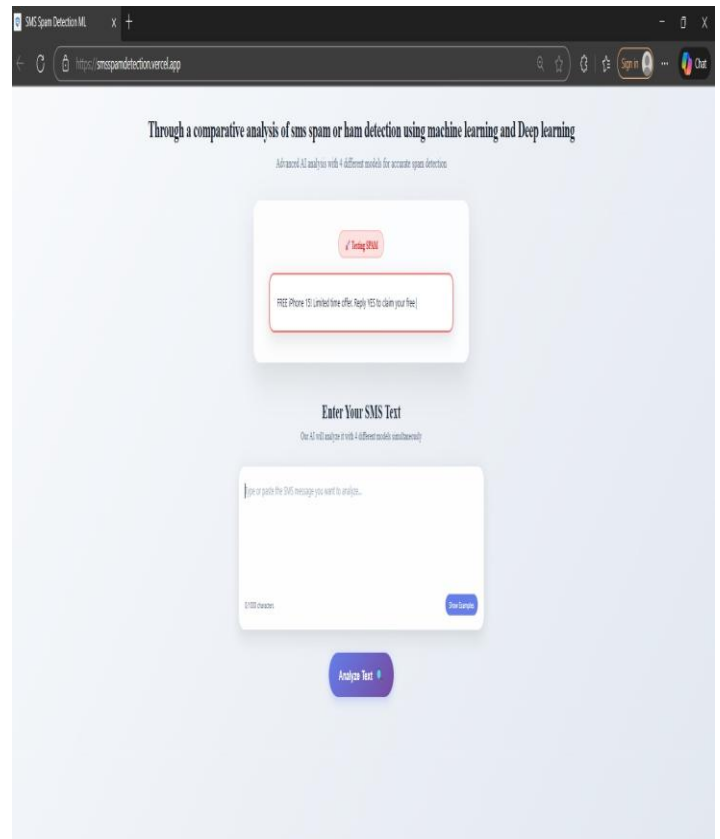 SMS Spam Detection ML
https://smsspamdetection.vercel.app
Sign in
Chat
Through a comparative analysis of sms spam or ham detection using machine learning and Deep learning
Advanced AI analysis with 4 different models for accurate spam detection
Testing SPAM
FREE iPhone 15! Limited time offer. Reply YES to claim your free|
Enter Your SMS Text
Our AI will analyze it with 4 different models simultaneously
Type or paste the SMS message you want to analyze...
0/1000 characters
Show Examples
Analyze Text